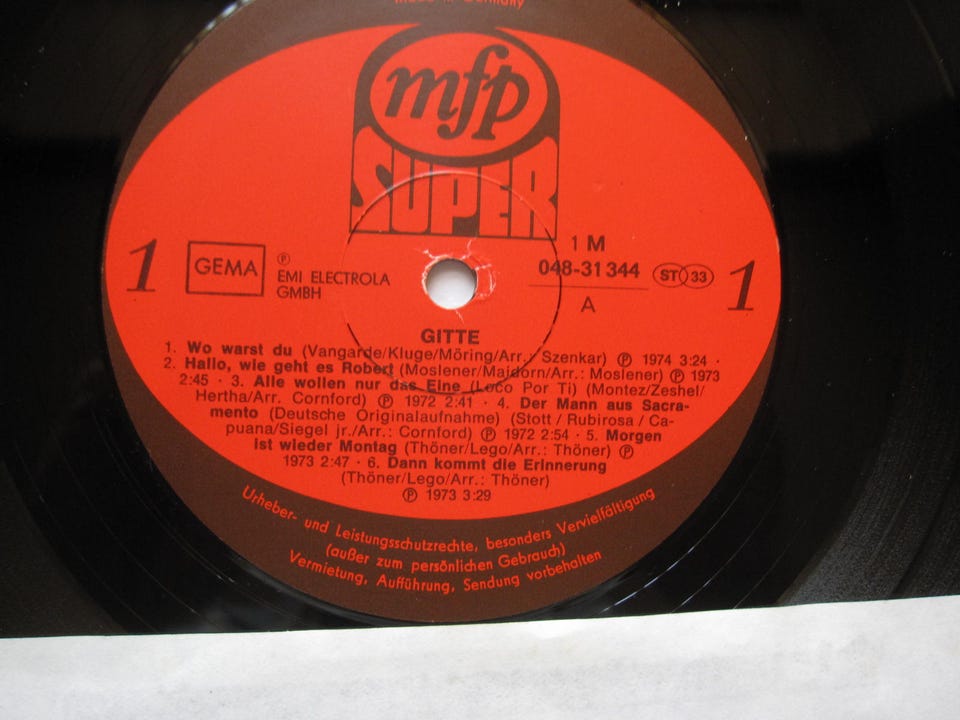 Made in Germany
mfp
SUPER
1
GEMA
℗
EMI ELECTROLA
GMBH
1 M
048-31 344
ST 33
A
1
GITTE
1. Wo warst du (Vangarde/Kluge/Möring/Arr.: Szenkar) ℗ 1974 3:24 ·
2. Hallo, wie geht es Robert (Moslener/Majdorn/Arr.: Moslener) ℗ 1973
2:45 · 3. Alle wollen nur das Eine (Loco Por Ti) (Montez/Zeshel/
Hertha/Arr. Cornford) ℗ 1972 2:41 · 4. Der Mann aus Sacra-
mento (Deutsche Originalaufnahme) (Stott / Rubirosa / Ca-
puana/Siegel jr./Arr.: Cornford) ℗ 1972 2:54 · 5. Morgen
ist wieder Montag (Thöner/Lego/Arr.: Thöner) ℗
1973 2:47 · 6. Dann kommt die Erinnerung
(Thöner/Lego/Arr.: Thöner)
℗ 1973 3:29
Urheber- und Leistungsschutzrechte, besonders Vervielfältigung
(außer zum persönlichen Gebrauch)
Vermietung, Aufführung, Sendung vorbehalten